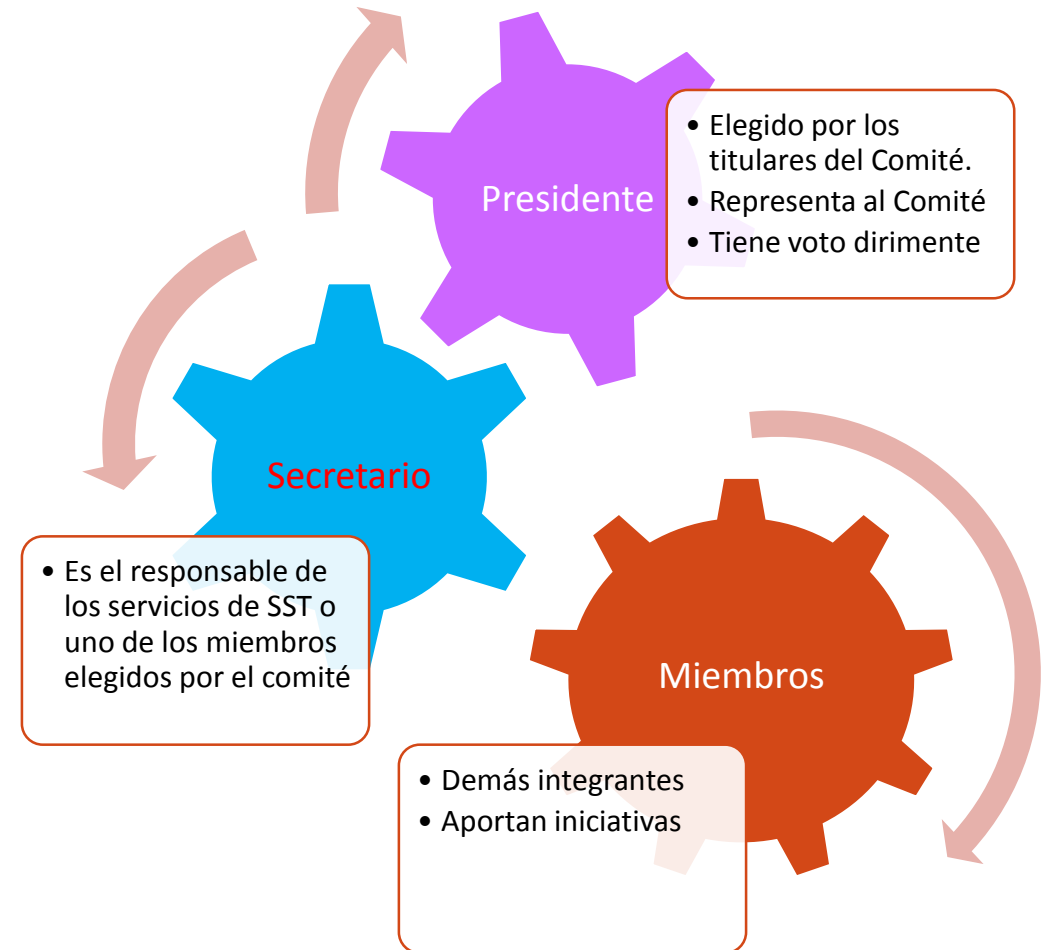 Presidente
• Elegido por los
titulares del Comité.
• Representa al Comité
• Tiene voto dirimente
Secretario
• Es el responsable de
los servicios de SST o
uno de los miembros
elegidos por el comité
Miembros
• Demás integrantes
• Aportan iniciativas